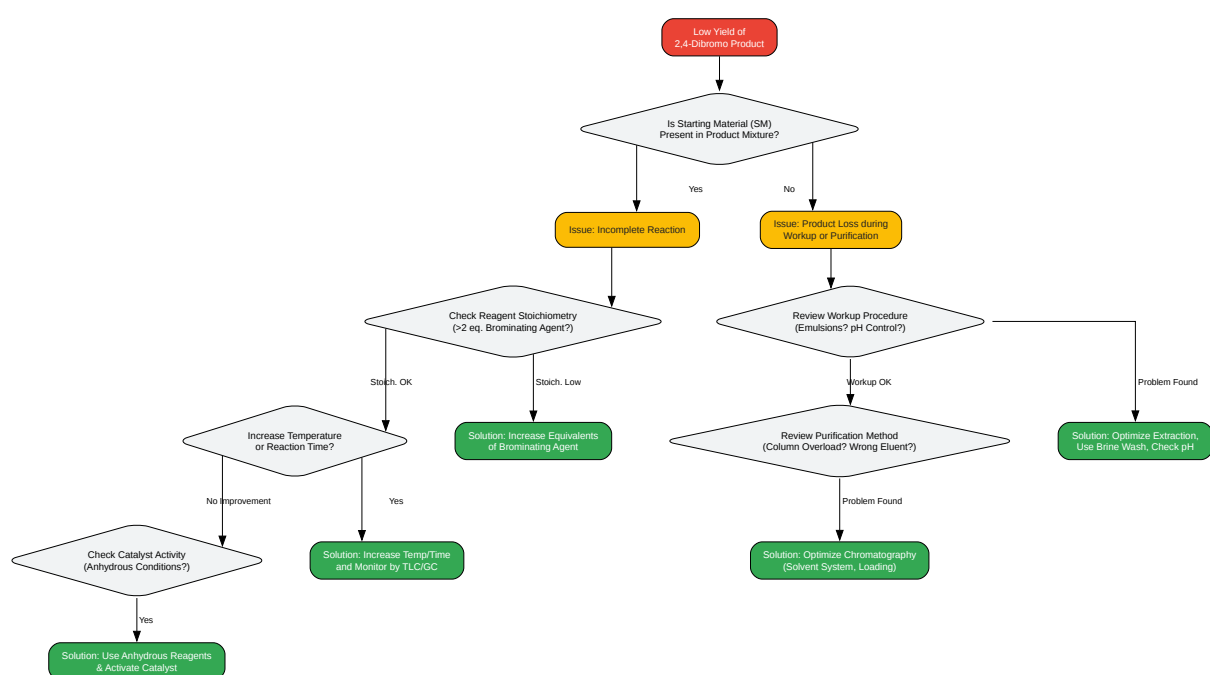 Low Yield of
2,4-Dibromo Product
Is Starting Material (SM)
Present in Product Mixture?
Yes
No
Issue: Incomplete Reaction
Issue: Product Loss during
Workup or Purification
Check Reagent Stoichiometry
(>2 eq. Brominating Agent?)
Review Workup Procedure
(Emulsions? pH Control?)
Stoich. OK
Stoich. Low
Workup OK
Problem Found
Increase Temperature
or Reaction Time?
Solution: Increase Equivalents
of Brominating Agent
Review Purification Method
(Column Overload? Wrong Eluent?)
Solution: Optimize Extraction,
Use Brine Wash, Check pH
No Improvement
Yes
Problem Found
Check Catalyst Activity
(Anhydrous Conditions?)
Solution: Increase Temp/Time
and Monitor by TLC/GC
Solution: Optimize Chromatography
(Solvent System, Loading)
Yes
Solution: Use Anhydrous Reagents
& Activate Catalyst